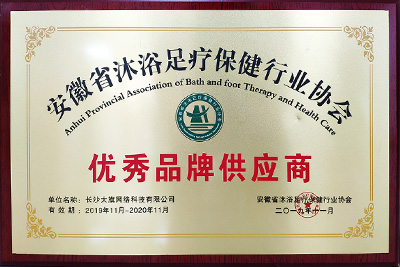 安徽省沐浴足疗保健行业协会
Anhui Provincial Association of Bath and foot Therapy and Health Care
优秀品牌供应商
单位名称：长沙大旗网络科技有限公司
有效期：2019年11月-2020年11月
安徽省沐浴足疗保健行业协会
二〇一九年十一月